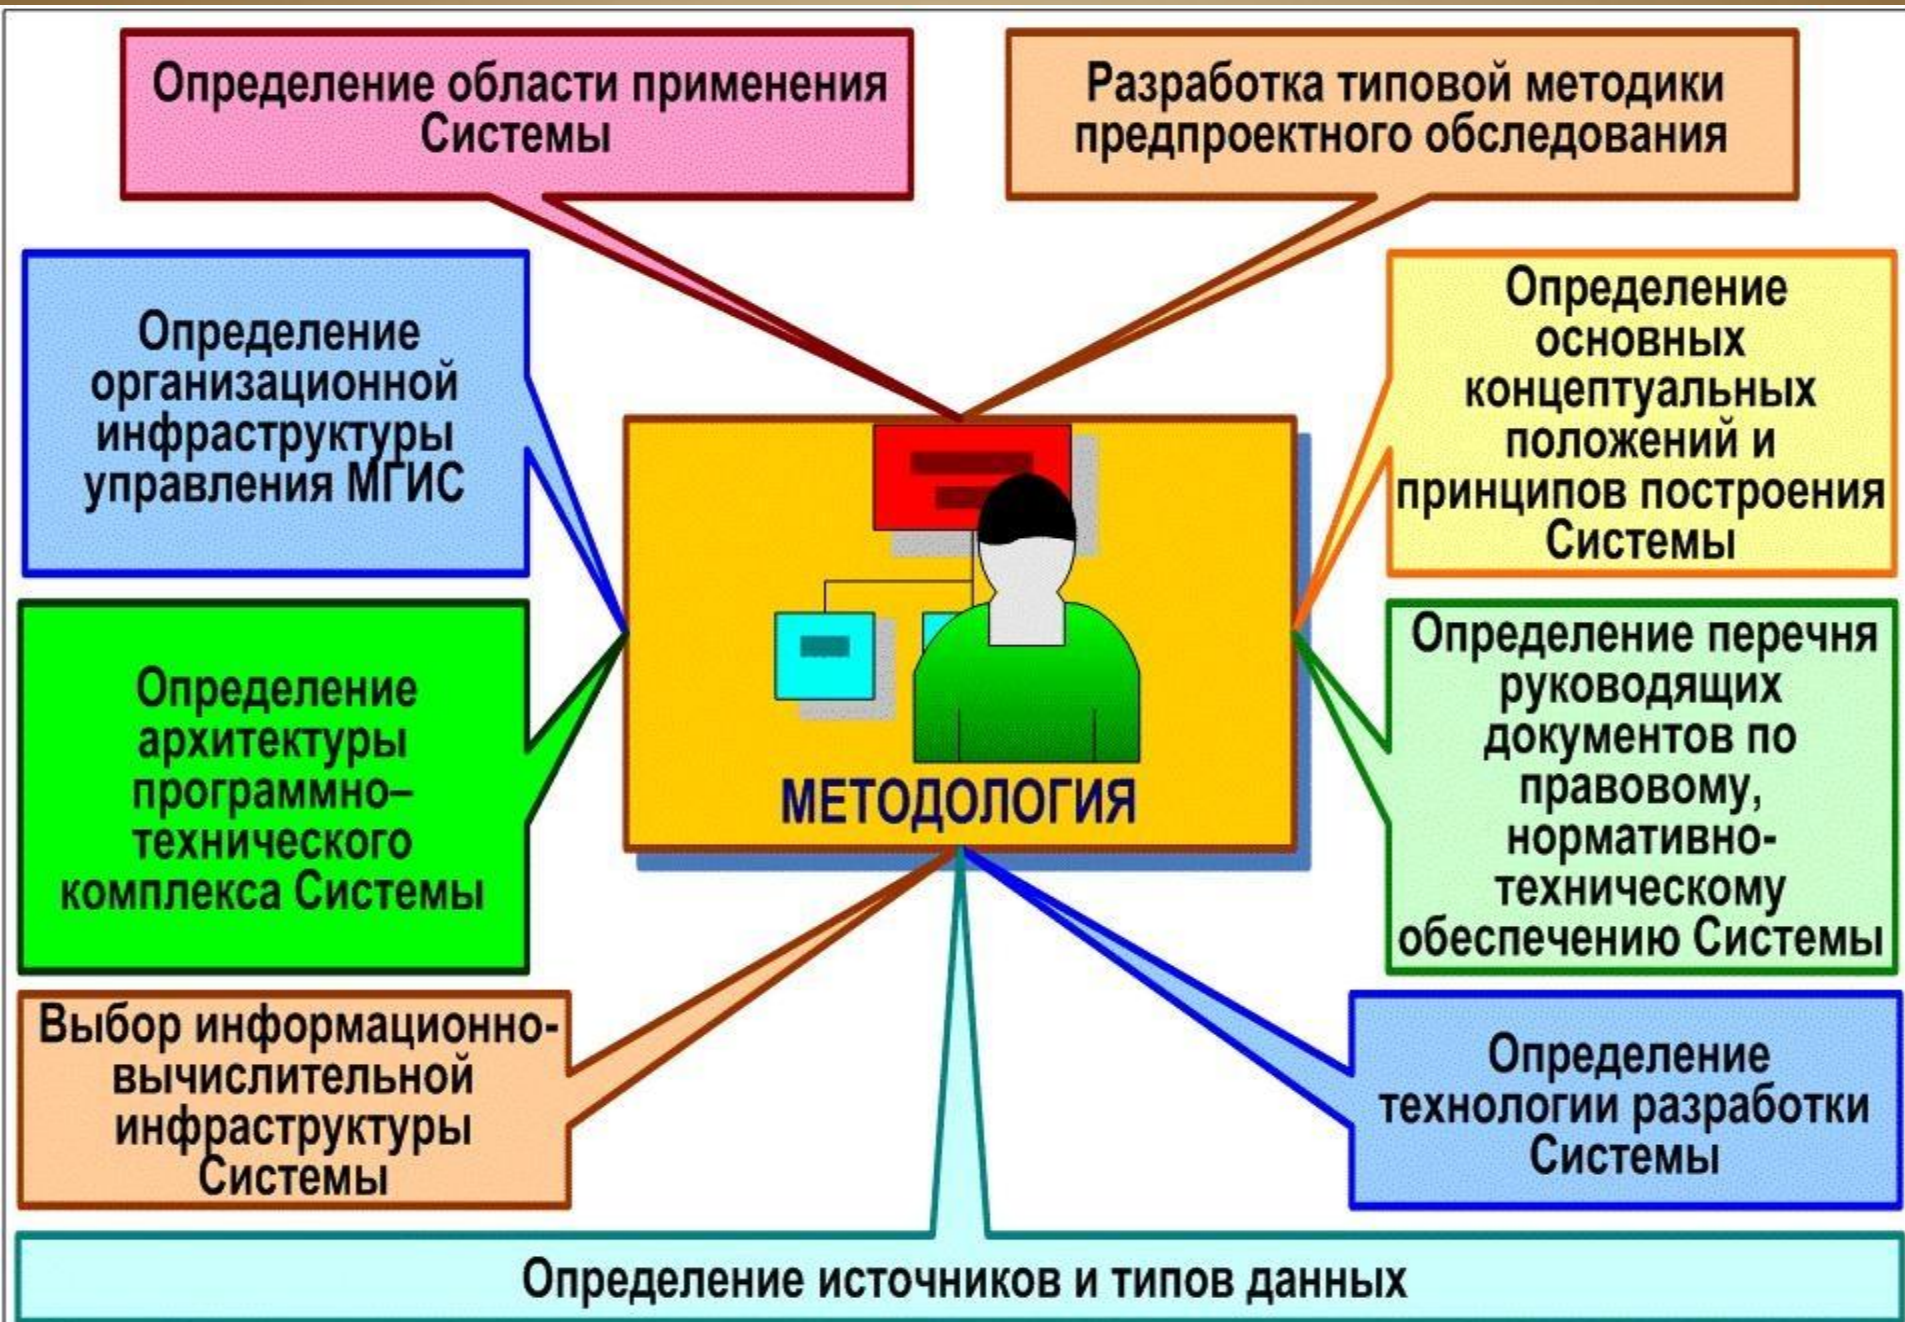 Определение области применения
Системы
Разработка типовой методики
предпроектного обследования
Определение
организационной
инфраструктуры
управления МГИС
Определение
основных
концептуальных
положений и
принципов построения
Системы
Определение
архитектуры
программно–
технического
комплекса Системы
МЕТОДОЛОГИЯ
Определение перечня
руководящих
документов по
правовому,
нормативно-
техническому
обеспечению Системы
Выбор информационно-
вычислительной
инфраструктуры
Системы
Определение
технологии разработки
Системы
Определение источников и типов данных